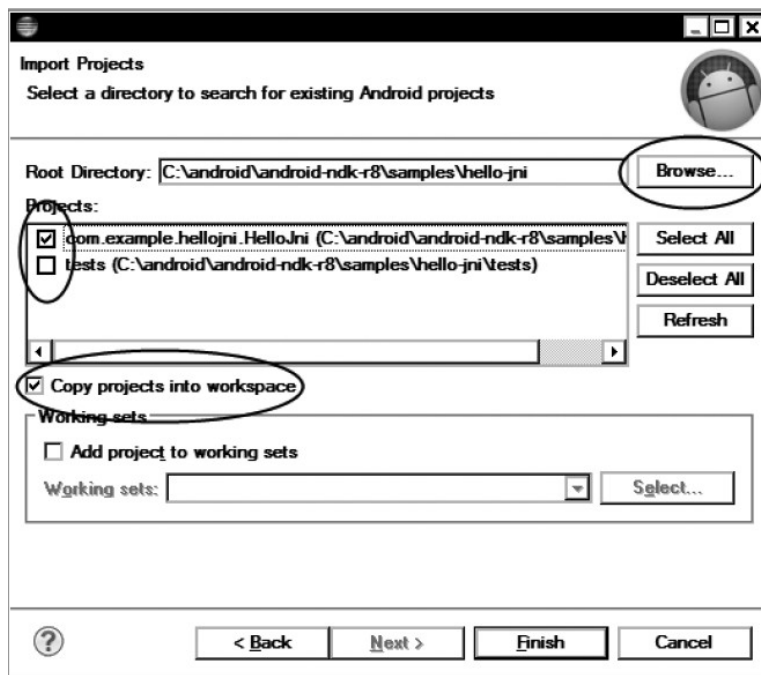 Import Projects
Select a directory to search for existing Android projects
Root Directory: C:\android\android-ndk-r8\samples\hello-jni Browse...
Projects:
com.example.hellojni.HelloJni (C:\android\android-ndk-r8\samples\h Select All
tests (C:\android\android-ndk-r8\samples\hello-jni\tests)
Deselect All
Refresh
Copy projects into workspace
Working sets
Add project to working sets
Working sets: Select...
? < Back Next > Finish Cancel